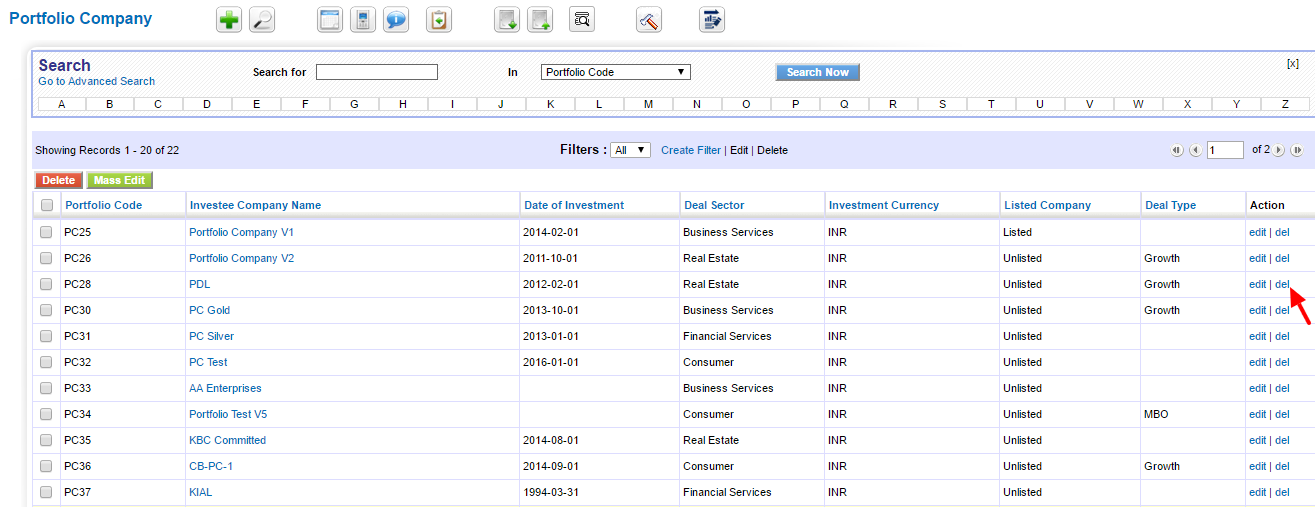 Portfolio Company
Search
Go to Advanced Search
Search for
In
Portfolio Code
Search Now
[x]
A B C D E F G H I J K L M N O P Q R S T U V W X Y Z
Showing Records 1 - 20 of 22
Filters : All Create Filter | Edit | Delete
1 of 2
Delete Mass Edit
Portfolio Code Investee Company Name Date of Investment Deal Sector Investment Currency Listed Company Deal Type Action
PC25 Portfolio Company V1 2014-02-01 Business Services INR Listed edit | del
PC26 Portfolio Company V2 2011-10-01 Real Estate INR Unlisted Growth edit | del
PC28 PDL 2012-02-01 Real Estate INR Unlisted Growth edit | del
PC30 PC Gold 2013-10-01 Business Services INR Unlisted Growth edit | del
PC31 PC Silver 2013-01-01 Financial Services INR Unlisted edit | del
PC32 PC Test 2016-01-01 Consumer INR Unlisted edit | del
PC33 AA Enterprises Business Services INR Unlisted edit | del
PC34 Portfolio Test V5 Consumer INR Unlisted MBO edit | del
PC35 KBC Committed 2014-08-01 Real Estate INR Unlisted edit | del
PC36 CB-PC-1 2014-09-01 Consumer INR Unlisted Growth edit | del
PC37 KIAL 1994-03-31 Financial Services INR Unlisted edit | del